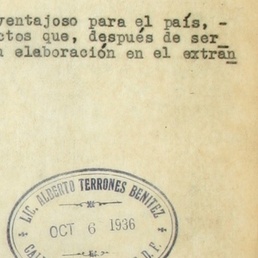 ventajoso para el país, -
ctos que, después de ser
elaboración en el extran
LIC. ALBERTO TERRONES BENITEZ
OCT 6 1936
D. F.